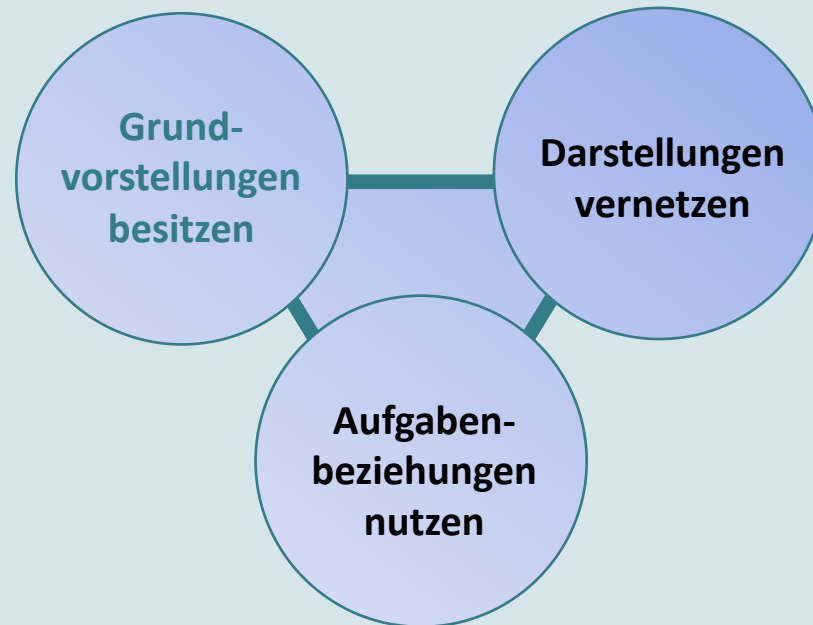 Grund-
vorstellungen
besitzen
Darstellungen
vernetzen
Aufgaben-
beziehungen
nutzen